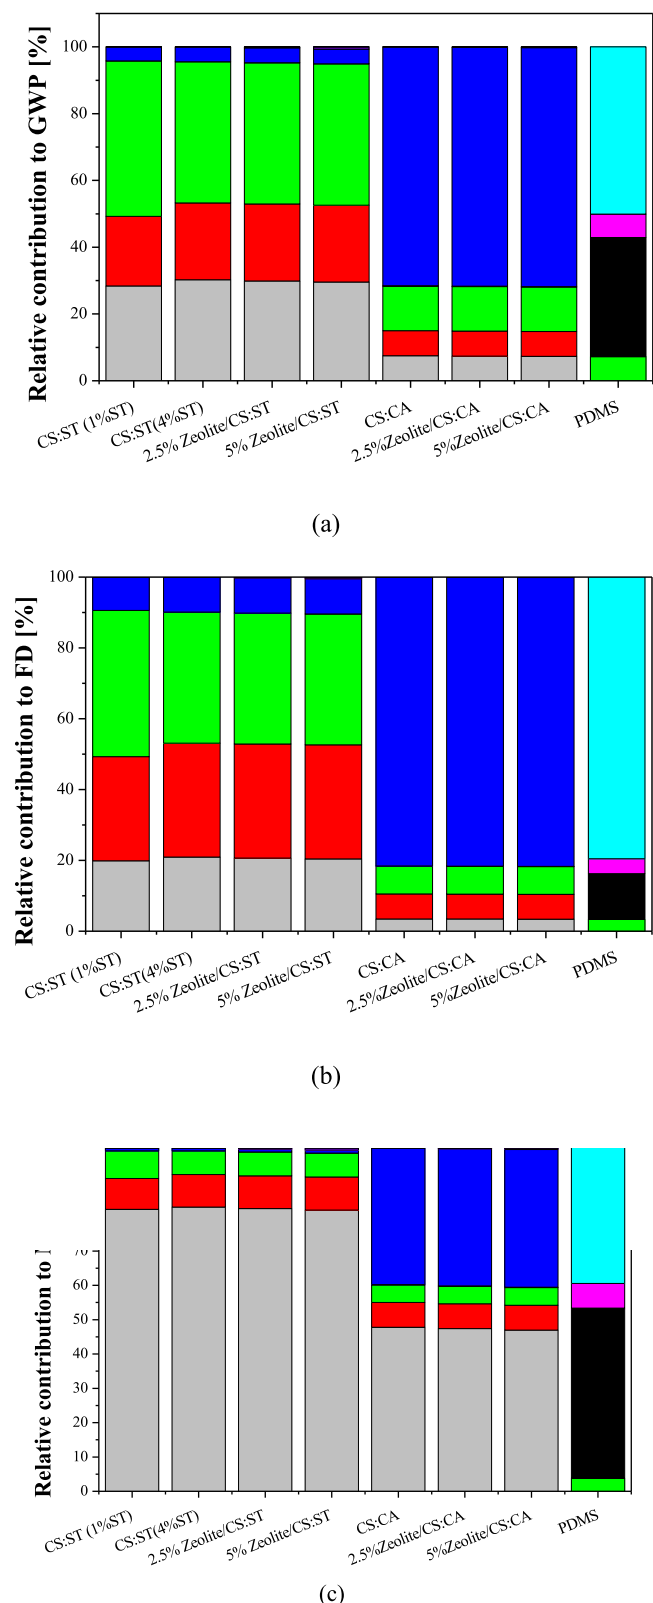 Relative contribution to GWP [%]
100
80
60
40
20
0
CS:ST (1%ST)
CS:ST(4%ST)
2.5% Zeolite/CS:ST
5% Zeolite/CS:ST
CS:CA
2.5%Zeolite/CS:CA
5%Zeolite/CS:CA
PDMS
(a)
Relative contribution to FD [%]
100
80
60
40
20
0
CS:ST (1%ST)
CS:ST(4%ST)
2.5% Zeolite/CS:ST
5% Zeolite/CS:ST
CS:CA
2.5%Zeolite/CS:CA
5%Zeolite/CS:CA
PDMS
(b)
Relative contribution to
70
60
50
40
30
20
10
0
CS:ST (1%ST)
CS:ST(4%ST)
2.5% Zeolite/CS:ST
5% Zeolite/CS:ST
CS:CA
2.5%Zeolite/CS:CA
5%Zeolite/CS:CA
PDMS
(c)